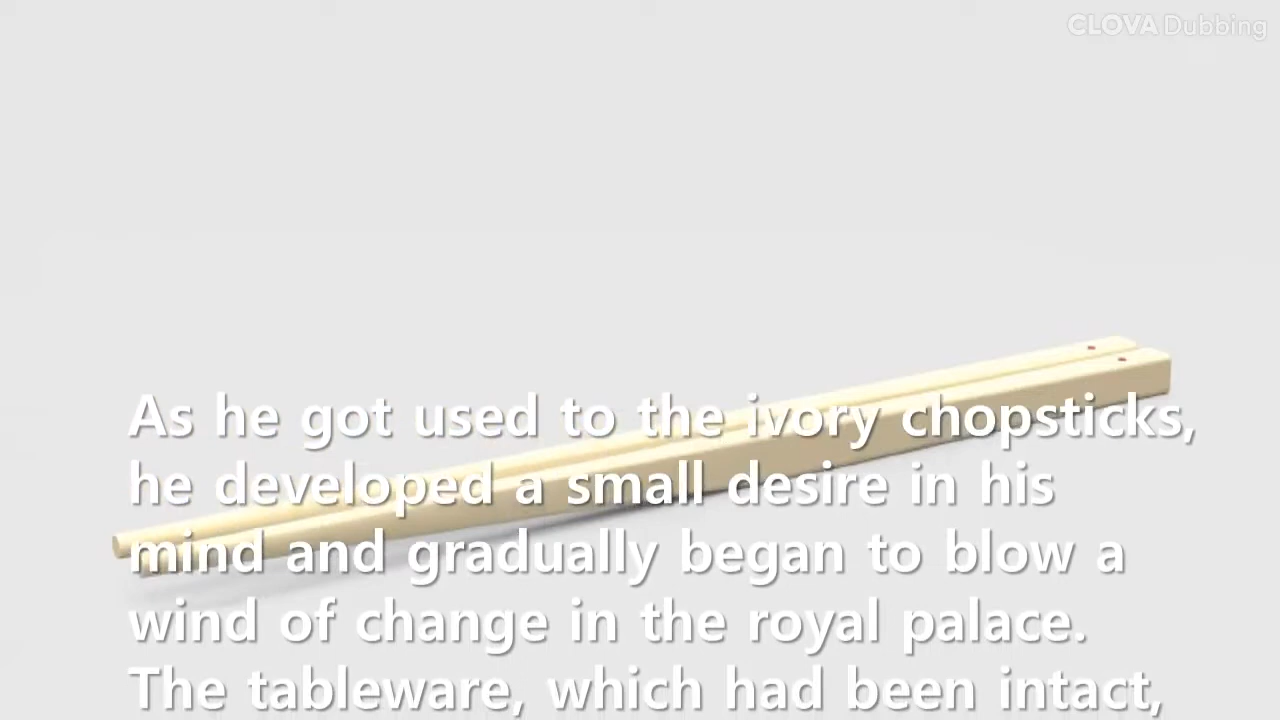 CLOVA Dubbing
As he got used to the ivory chopsticks,
he developed a small desire in his
mind and gradually began to blow a
wind of change in the royal palace.
The tableware, which had been intact,